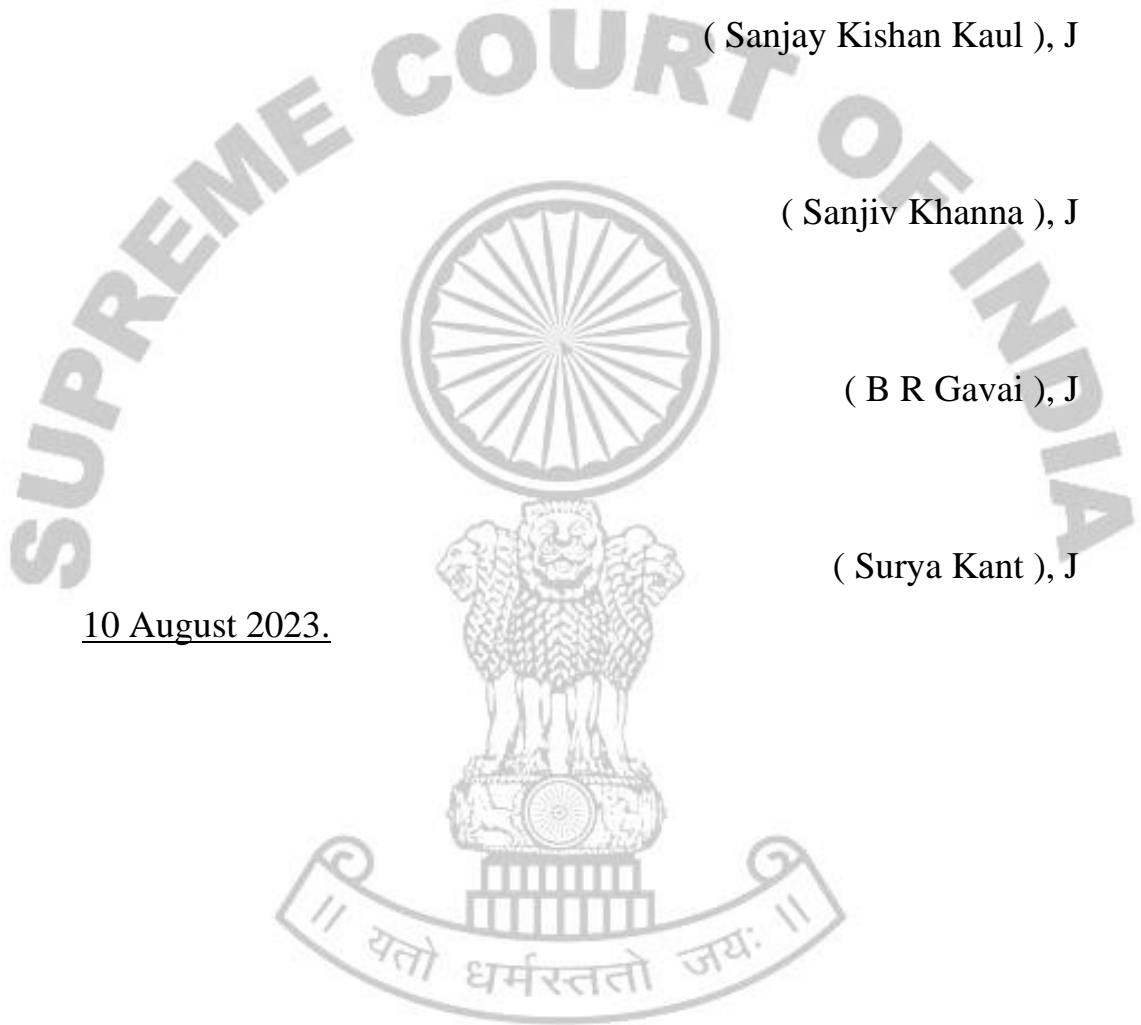 SUPREME COURT OF INDIA
( Sanjay Kishan Kaul ), J
( Sanjiv Khanna ), J
( B R Gavai ), J
( Surya Kant ), J
10 August 2023.
॥ यतो धर्मस्ततो जयः ॥